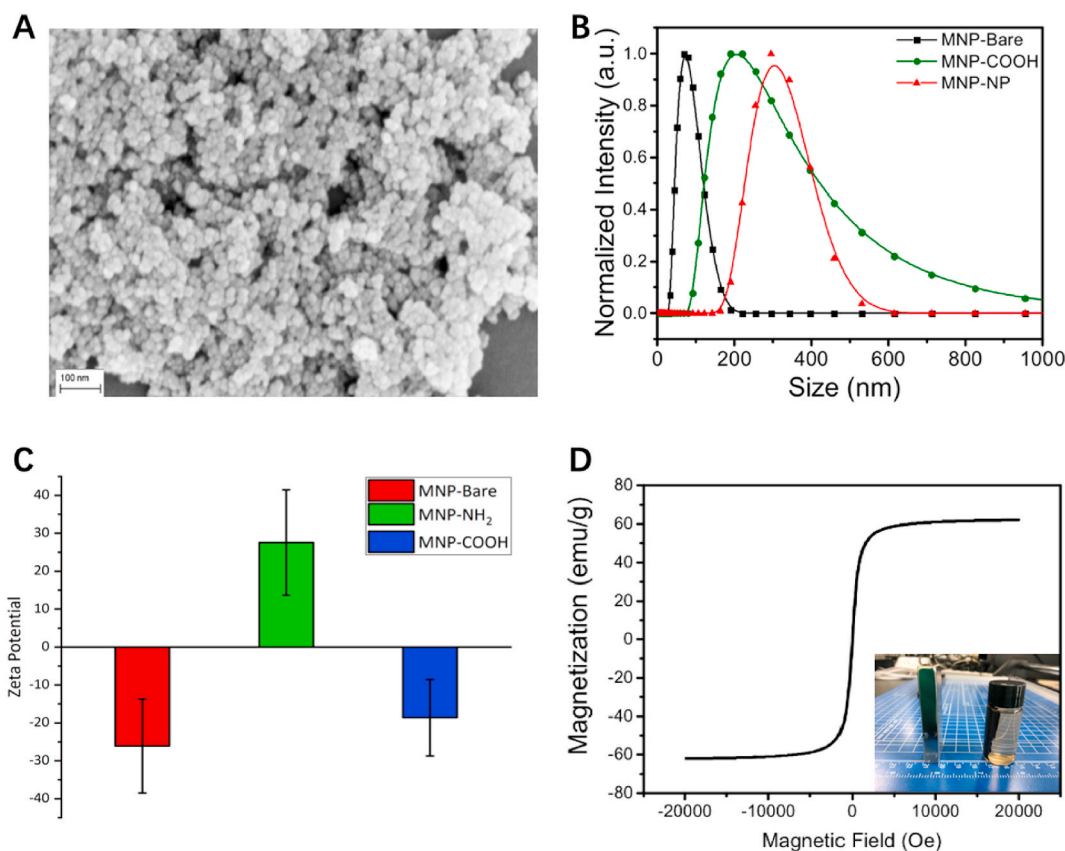 A
100 nm
B
MNP-Bare
MNP-COOH
MNP-NP
1.0
0.8
0.6
0.4
0.2
0.0
Normalized Intensity (a.u.)
0 200 400 600 800 1000
Size (nm)
C
MNP-Bare
MNP-NH₂
MNP-COOH
40
30
20
10
0
-10
-20
-30
-40
Zeta Potential
D
80
60
40
20
0
-20
-40
-60
-80
Magnetization (emu/g)
-20000 -10000 0 10000 20000
Magnetic Field (Oe)